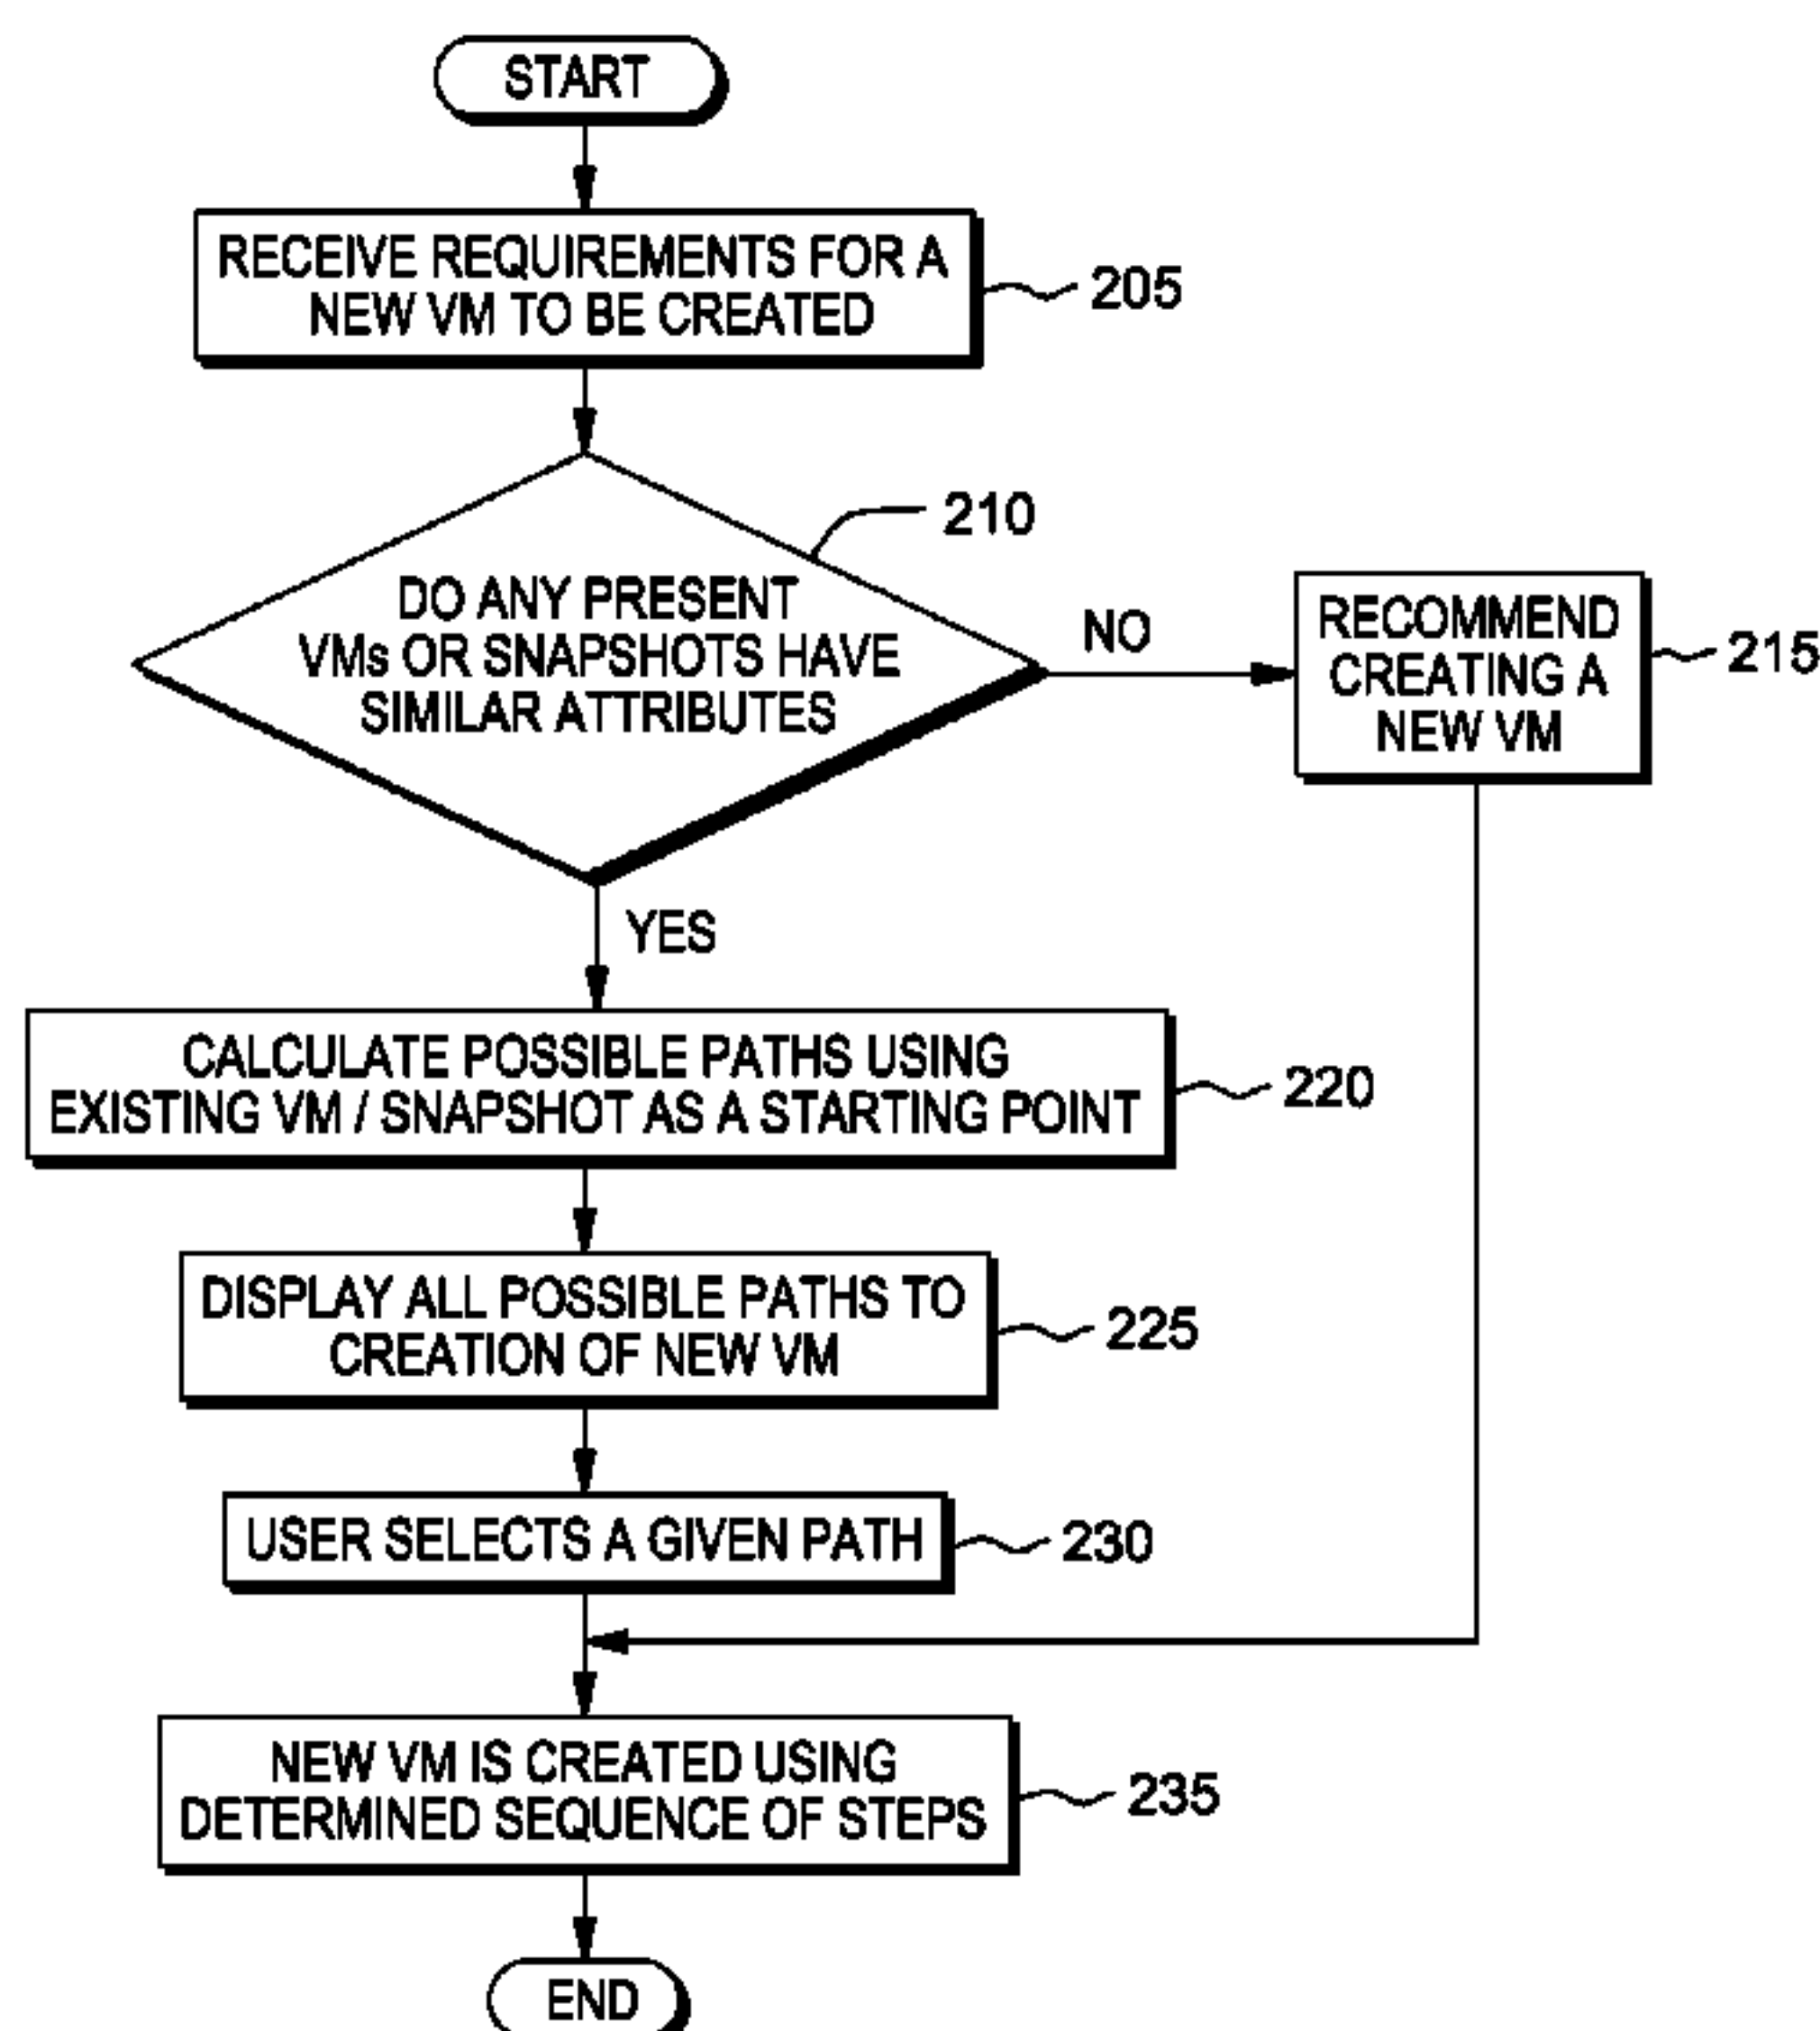 START
RECEIVE REQUIREMENTS FOR A
NEW VM TO BE CREATED
205
210
DO ANY PRESENT
VMs OR SNAPSHOTS HAVE
SIMILAR ATTRIBUTES
NO
RECOMMEND
CREATING A
NEW VM
215
YES
CALCULATE POSSIBLE PATHS USING
EXISTING VM / SNAPSHOT AS A STARTING POINT
220
DISPLAY ALL POSSIBLE PATHS TO
CREATION OF NEW VM
225
USER SELECTS A GIVEN PATH
230
NEW VM IS CREATED USING
DETERMINED SEQUENCE OF STEPS
235
END